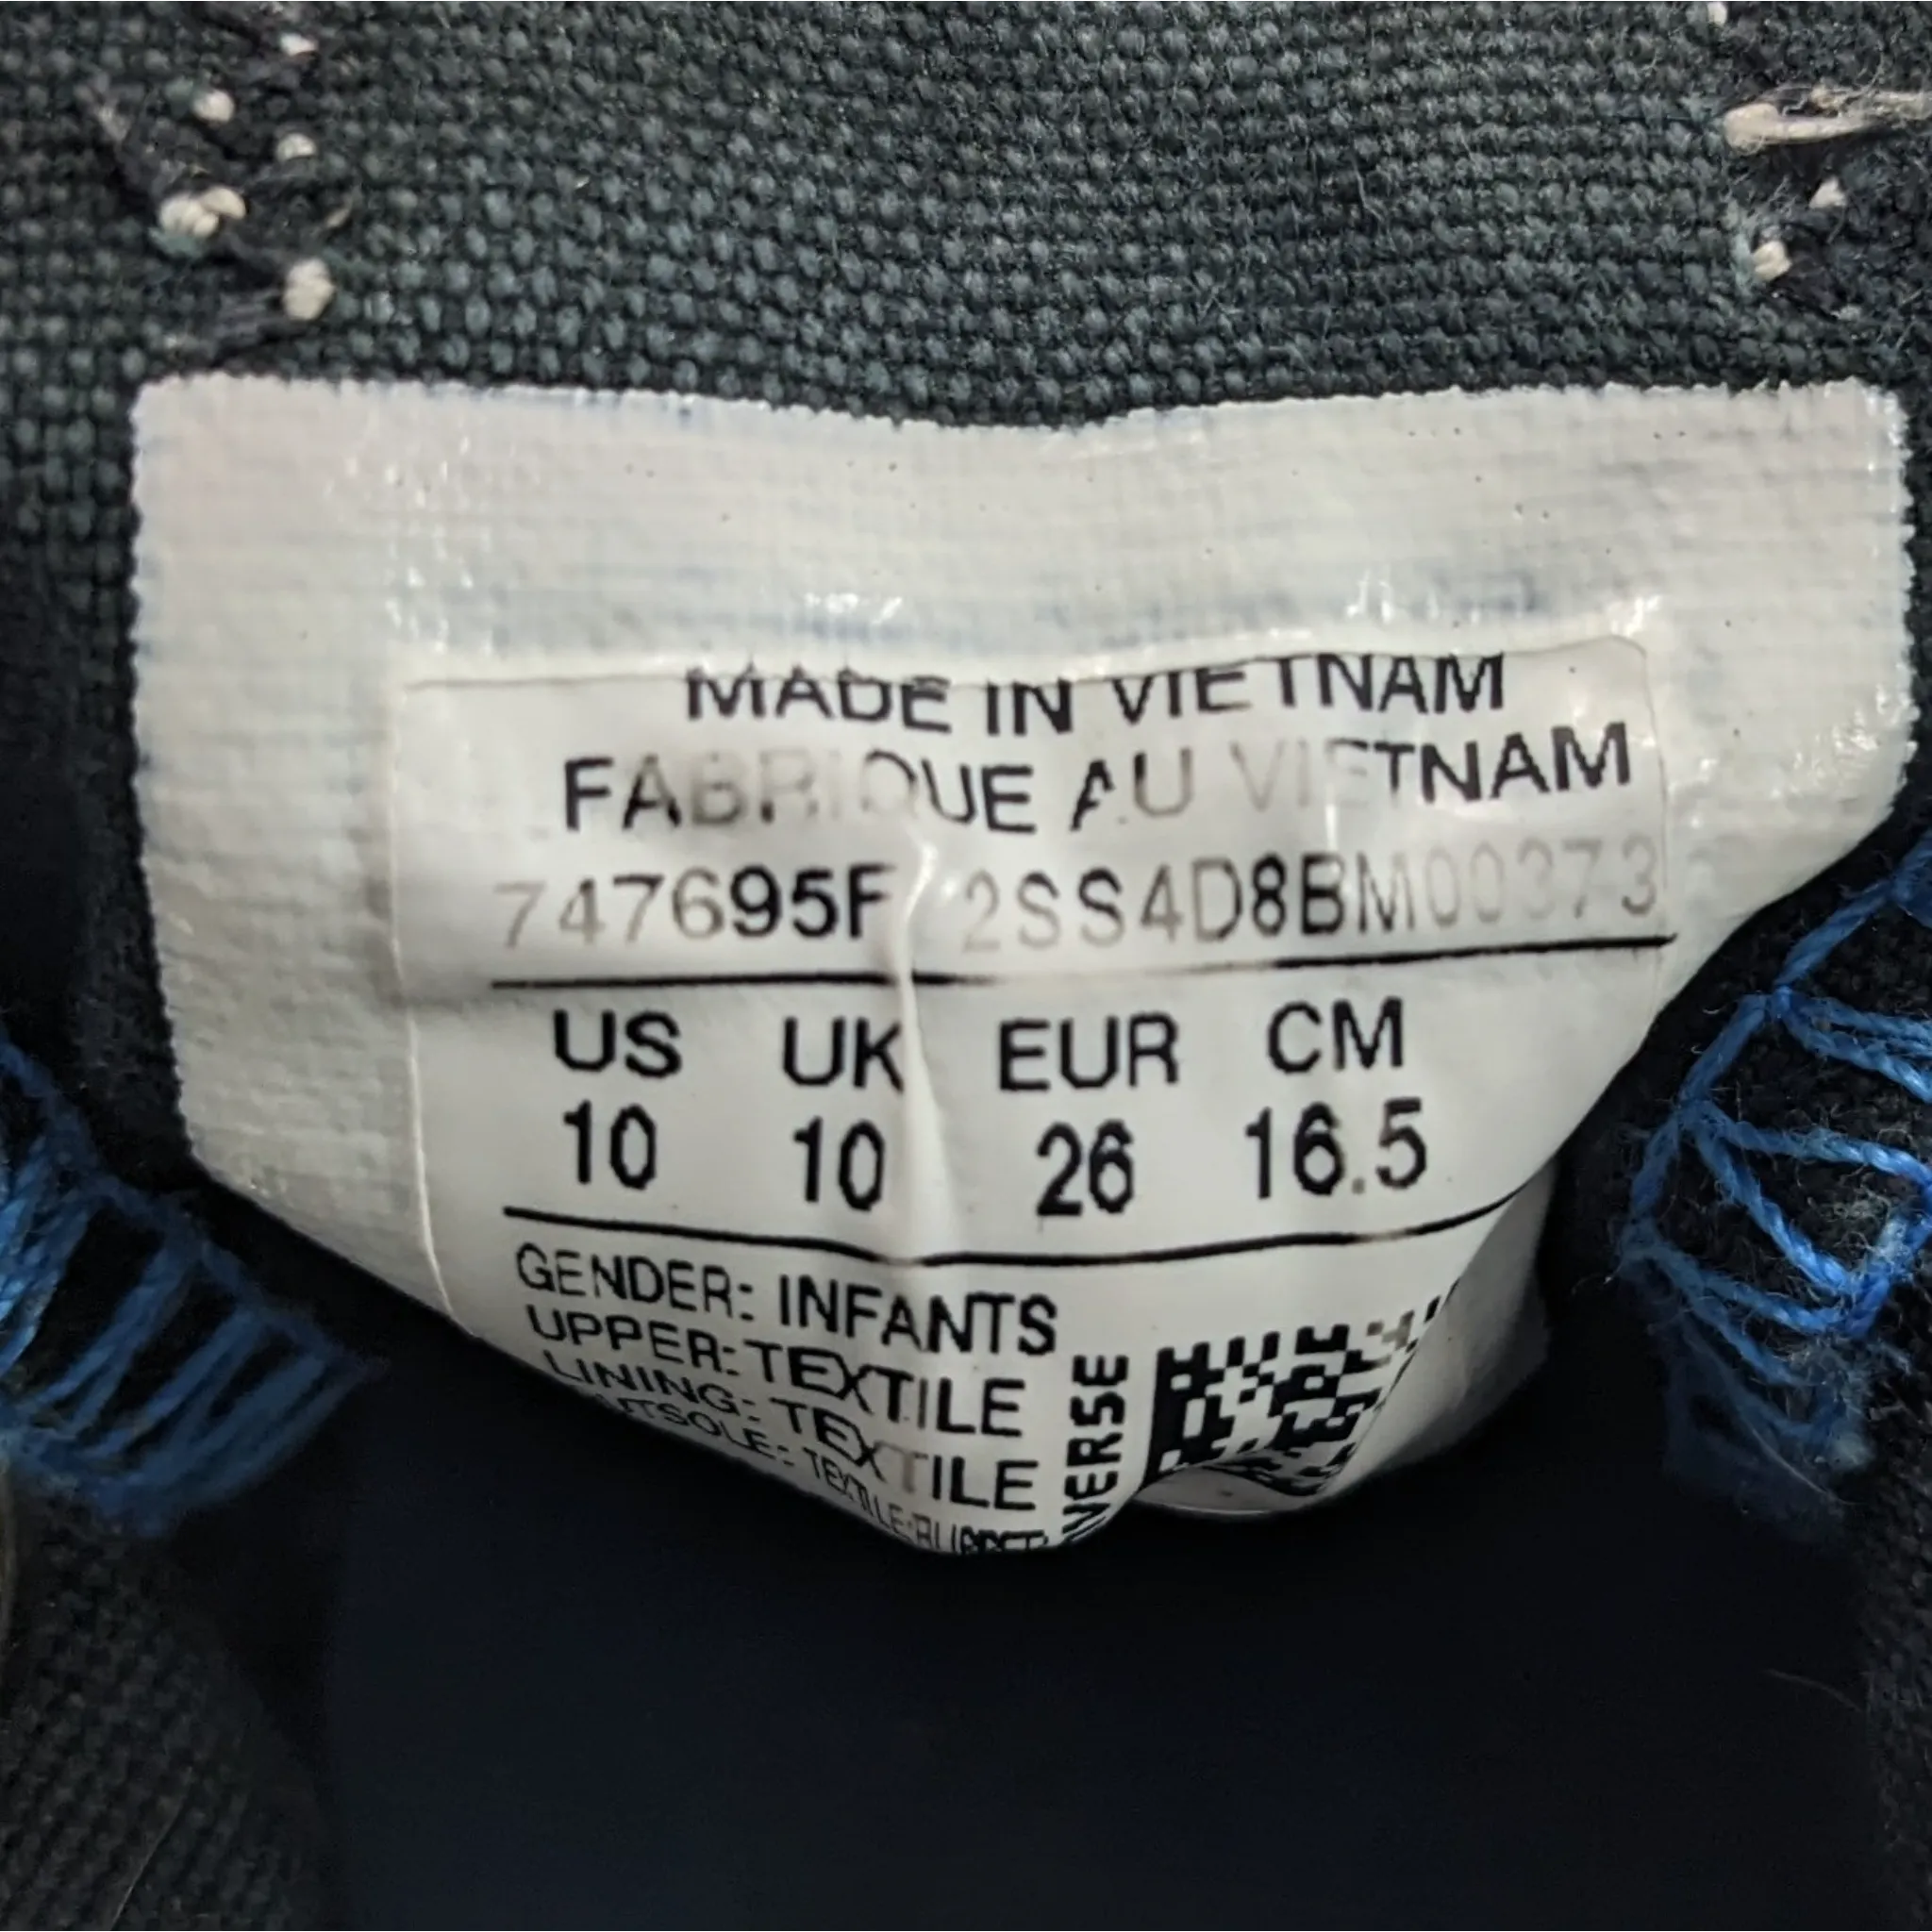 MADE IN VIETNAM
FABRIQUE AU VIETNAM
747695F 2SS4D8BM00373
US UK EUR CM
10 10 26 16.5
GENDER: INFANTS
UPPER: TEXTILE
LINING: TEXTILE
TEXTILE